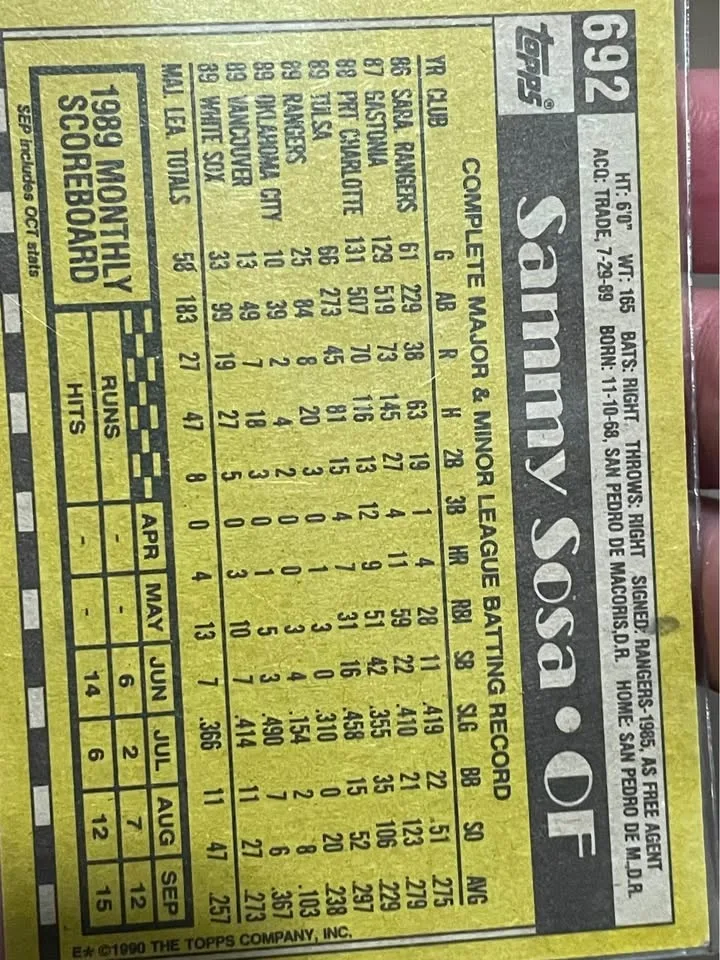 692
HT: 6'0" WT: 165 BATS: RIGHT. THROWS: RIGHT SIGNED: RANGERS-1985, AS FREE AGENT
ACQ: TRADE, 7-29-89 BORN: 11-10-68, SAN PEDRO DE MACORIS, D.R. HOME: SAN PEDRO DE M., D.R.
TOPPS®
Sammy Sosa • OF
COMPLETE MAJOR & MINOR LEAGUE BATTING RECORD
YR CLUB G AB R H 2B 3B HR RBI SB SLG BB SO AVG
86 SARA. RANGERS 61 229 38 63 19 1 4 28 11 .419 22 51 .275
87 GASTONIA 129 519 73 145 27 4 11 59 22 .410 21 123 .279
88 PRT CHARLOTTE 131 507 70 116 13 12 9 51 42 .355 35 106 .229
89 TULSA 66 273 45 81 15 4 7 31 16 .458 15 52 .297
89 RANGERS 25 84 8 20 3 0 1 3 0 .310 0 20 .238
89 OKLAHOMA CITY 10 39 2 4 2 0 0 3 4 .154 2 8 .103
89 VANCOUVER 13 49 7 18 3 0 1 5 3 .490 7 6 .367
89 WHITE SOX 33 99 19 27 5 0 3 10 7 .414 11 27 .273
MAJ. LEA. TOTALS 58 183 27 47 8 0 4 13 7 .366 11 47 .257
1989 MONTHLY
SCOREBOARD
APR MAY JUN JUL AUG SEP
RUNS - - 6 2 7 12
HITS - - 14 6 12 15
SEP includes OCT stats
E* ©1990 THE TOPPS COMPANY, INC.